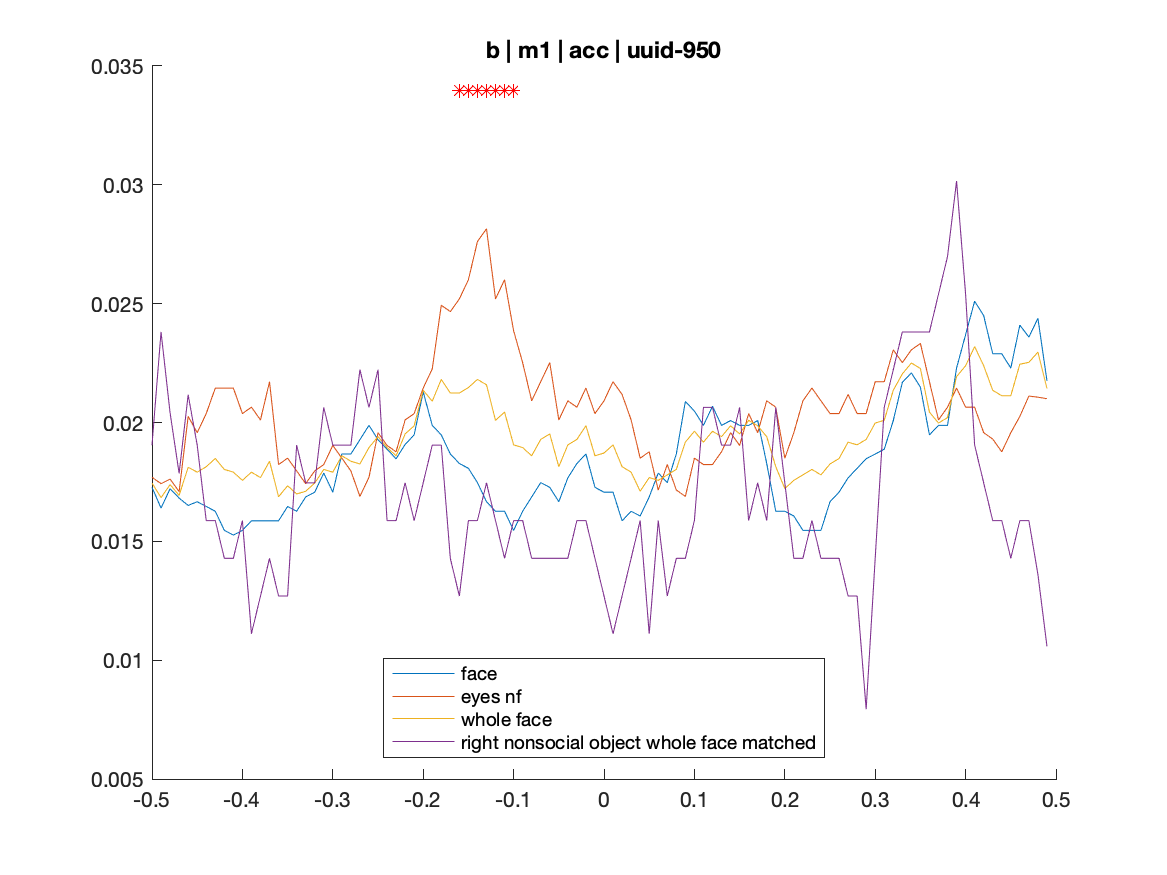 b | m1 | acc | uuid-950
0.035
0.03
0.025
0.02
0.015
0.01
0.005
-0.5 -0.4 -0.3 -0.2 -0.1 0 0.1 0.2 0.3 0.4 0.5
face
eyes nf
whole face
right nonsocial object whole face matched